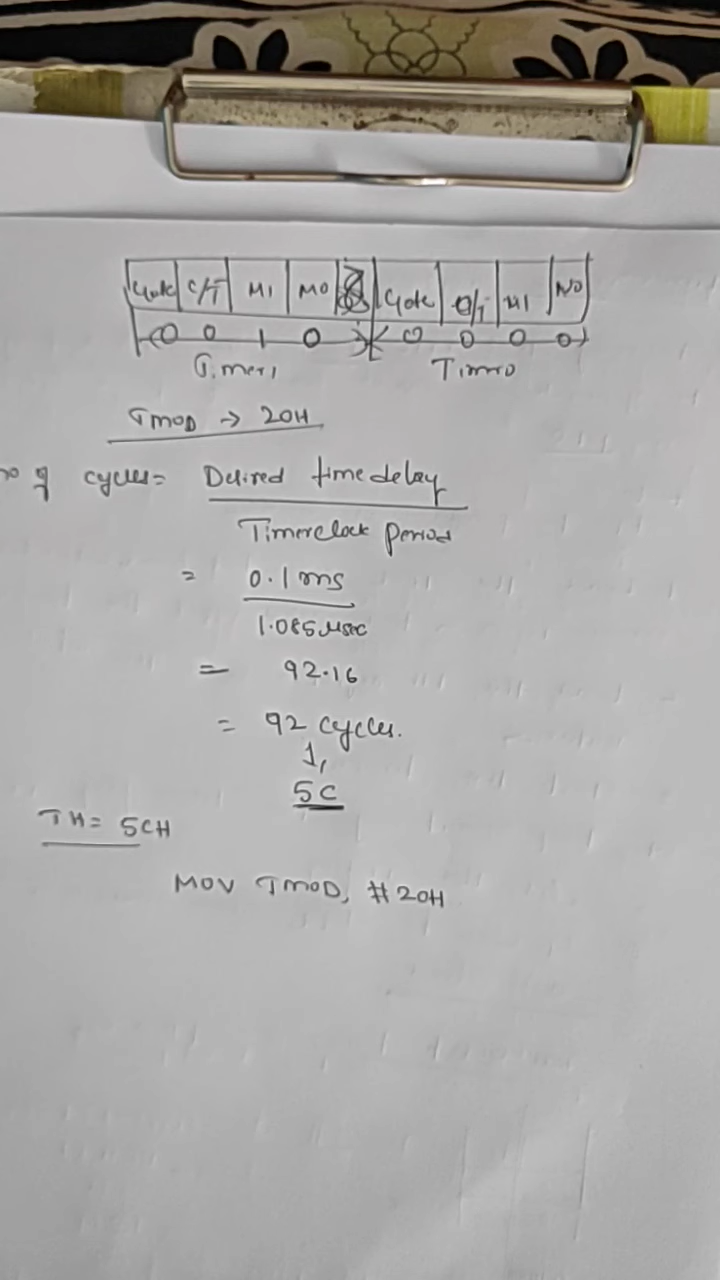 Gate C/T M1 M0 Gate C/T M1 M0
0 0 1 0 0 0 0 0
Timer1 Timer0
TMOD → 20H
no of cycles = Desired time delay
Timerclock period
= 0.1 ms
1.085 μsec
= 92.16
= 92 cycles.
↓
5C
TH = 5CH
MOV TMOD, #20H